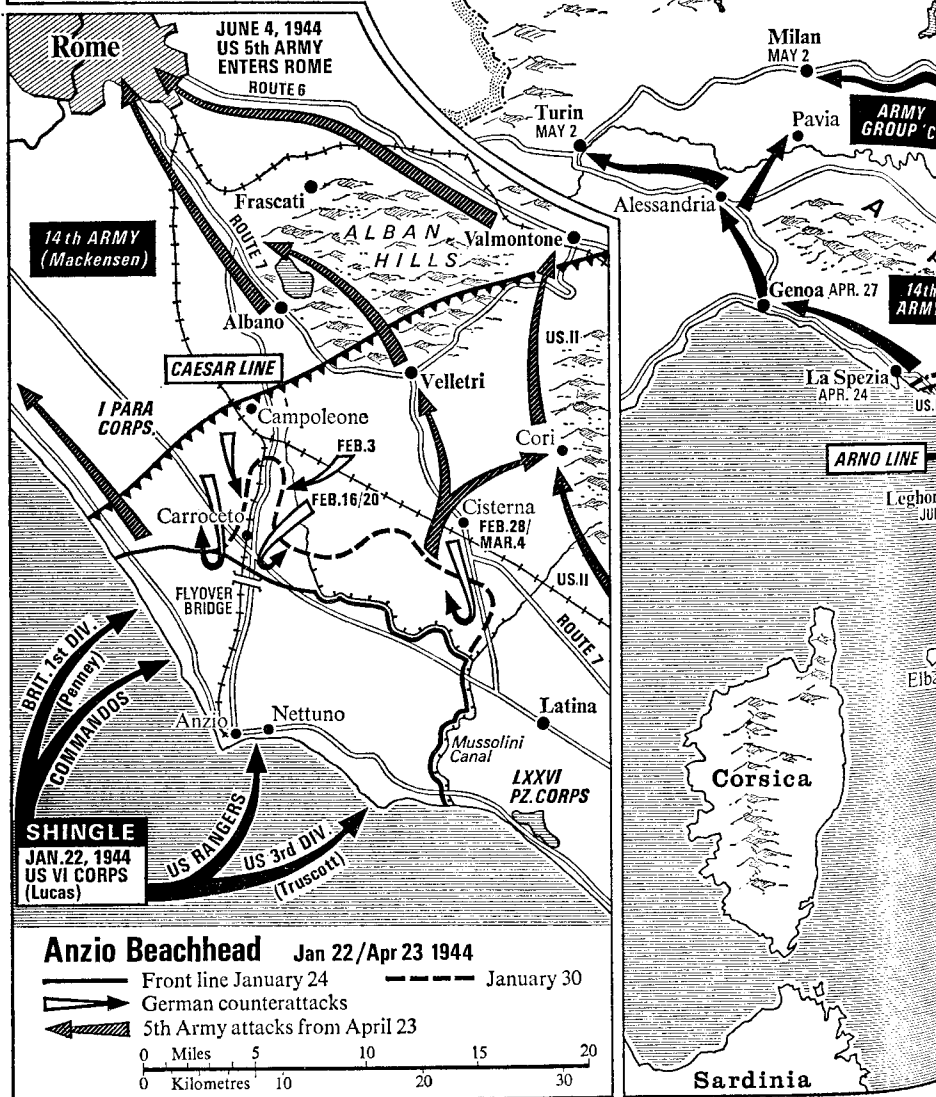 Rome
JUNE 4, 1944
US 5th ARMY
ENTERS ROME
ROUTE 6
Frascati
14th ARMY
(Mackensen)
ROUTE 7
ALBAN
HILLS
Valmontone
Albano
CAESAR LINE
US.II
Velletri
I PARA
CORPS.
Campoleone
FEB.3
Cori
FEB.16/20
Carroceto
Cisterna
FEB.28/
MAR.4
US.II
FLYOVER
BRIDGE
ROUTE 7
BRIT. 1st DIV.
(Penney)
COMMANDOS
Anzio
Nettuno
Latina
Mussolini
Canal
LXXVI
PZ.CORPS
SHINGLE
JAN.22, 1944
US VI CORPS
(Lucas)
US RANGERS
US 3rd DIV.
(Truscott)
Anzio Beachhead Jan 22/Apr 23 1944
Front line January 24
January 30
German counterattacks
5th Army attacks from April 23
0 Miles 5 10 15 20
0 Kilometres 10 20 30
Milan
MAY 2
Turin
MAY 2
Pavia
ARMY
GROUP 'C
Alessandria
A
Genoa APR. 27
14th
ARMY
La Spezia
APR. 24
US.
ARNO LINE
Legho
JU
Elba
Corsica
Sardinia